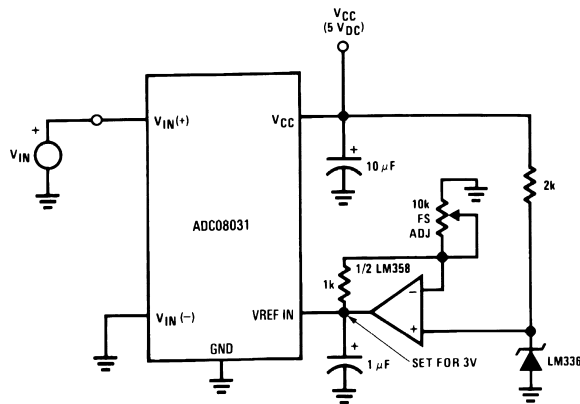 VCC
(5 VDC)
VIN(+)
VCC
+
VIN
+
10 µF
2k
10k
FS
ADJ
ADC08031
1/2 LM358
1k
−
+
VIN(−)
VREF IN
GND
+
1 µF
SET FOR 3V
LM336